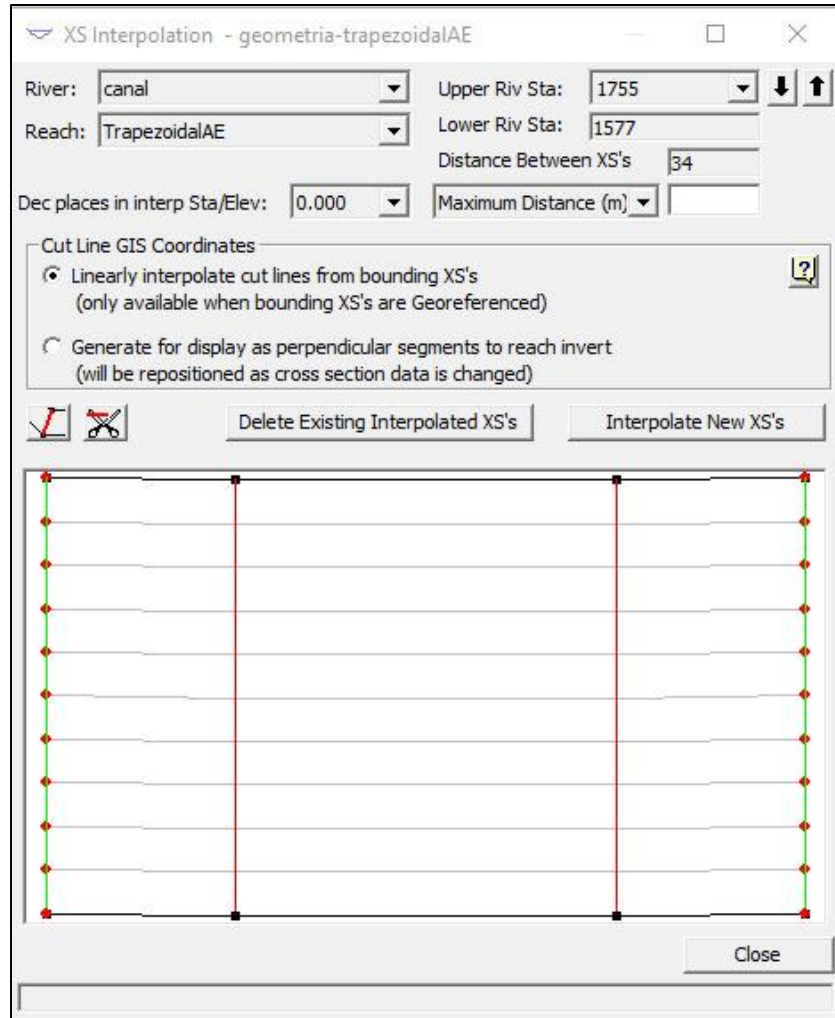 XS Interpolation - geometria-trapezoidalAE
River: canal
Upper Riv Sta: 1755
Reach: TrapezoidalAE
Lower Riv Sta: 1577
Distance Between XS's 34
Dec places in interp Sta/Elev: 0.000
Maximum Distance (m)
Cut Line GIS Coordinates
Linearly interpolate cut lines from bounding XS's
(only available when bounding XS's are Georeferenced)
Generate for display as perpendicular segments to reach invert
(will be repositioned as cross section data is changed)
Delete Existing Interpolated XS's
Interpolate New XS's
Close